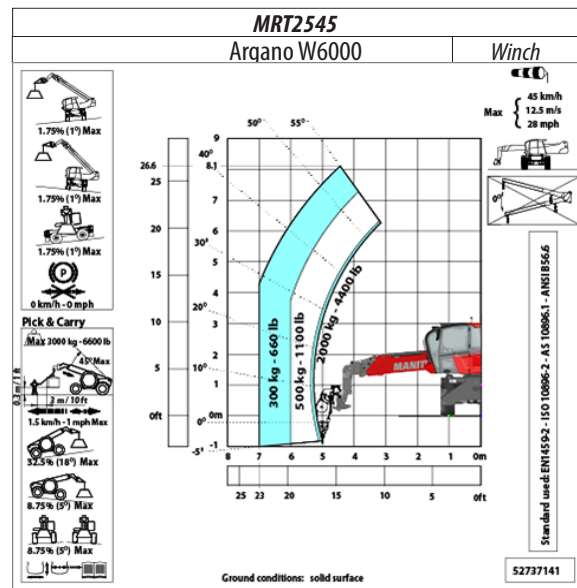 MRT2545
Argano W6000
Winch
1.75% (1°) Max
1.75% (1°) Max
1.75% (1°) Max
P
0 km/h - 0 mph
Pick & Carry
Max 3000 kg - 6600 lb
45° Max
0.3 m / 1 ft
3 m / 10 ft
1.5 km/h - 1 mph Max
32.5% (18°) Max
8.75% (5°) Max
8.75% (5°) Max
26.6
25
20
15
10
5
0ft
9
8.1
7
6
5
4
3
2
1
0m
-1
50°
55°
40°
30°
20°
10°
0°
-5°
300 kg - 660 lb
500 kg - 1100 lb
2000 kg - 4400 lb
MANIT
8 7 6 5 4 3 2 1 0m
25 23 20 15 10 5 0ft
Max
45 km/h
12.5 m/s
28 mph
0°
Standard used: EN14592 - ISO 10896-2 - AS 10896.1 - ANSI B56.6
Ground conditions: solid surface
52737141